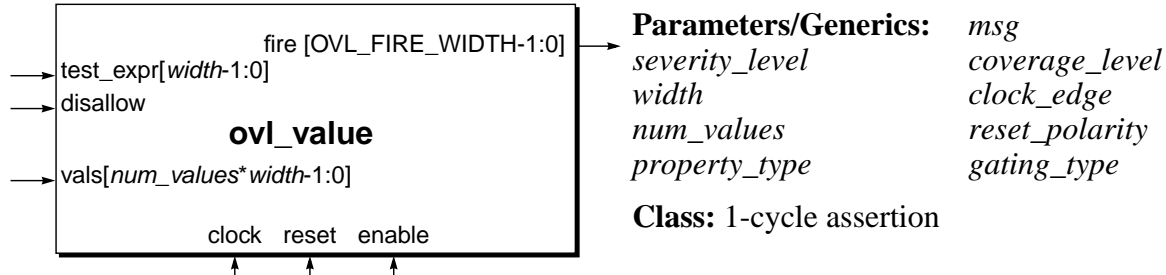 fire [OVL_FIRE_WIDTH-1:0]
test_expr[width-1:0]
disallow
ovl_value
vals[num_values*width-1:0]
clock reset enable
Parameters/Generics: msg
severity_level coverage_level
width clock_edge
num_values reset_polarity
property_type gating_type
Class: 1-cycle assertion